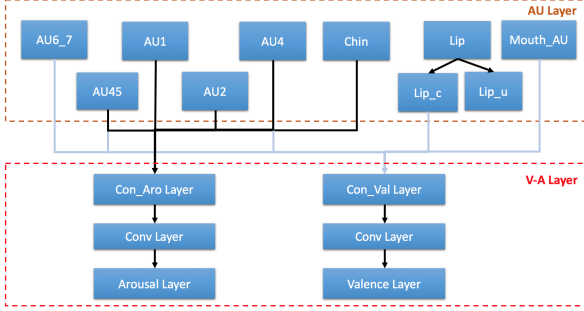 AU Layer
AU6_7
AU1
AU4
Chin
Lip
Mouth_AU
AU45
AU2
Lip_c
Lip_u
V-A Layer
Con_Aro Layer
Con_Val Layer
Conv Layer
Conv Layer
Arousal Layer
Valence Layer